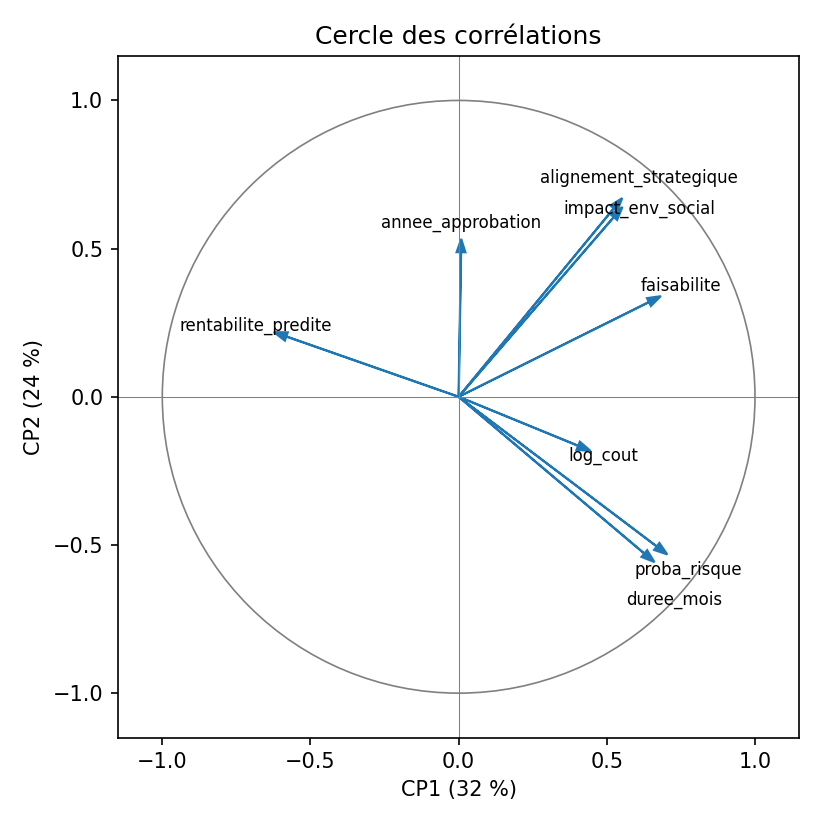 Cercle des corrélations
CP2 (24 %)
1.0
0.5
0.0
−0.5
−1.0
alignement_strategique
impact_env_social
annee_approbation
faisabilite
rentabilite_predite
log_cout
proba_risque
duree_mois
−1.0
−0.5
0.0
0.5
1.0
CP1 (32 %)